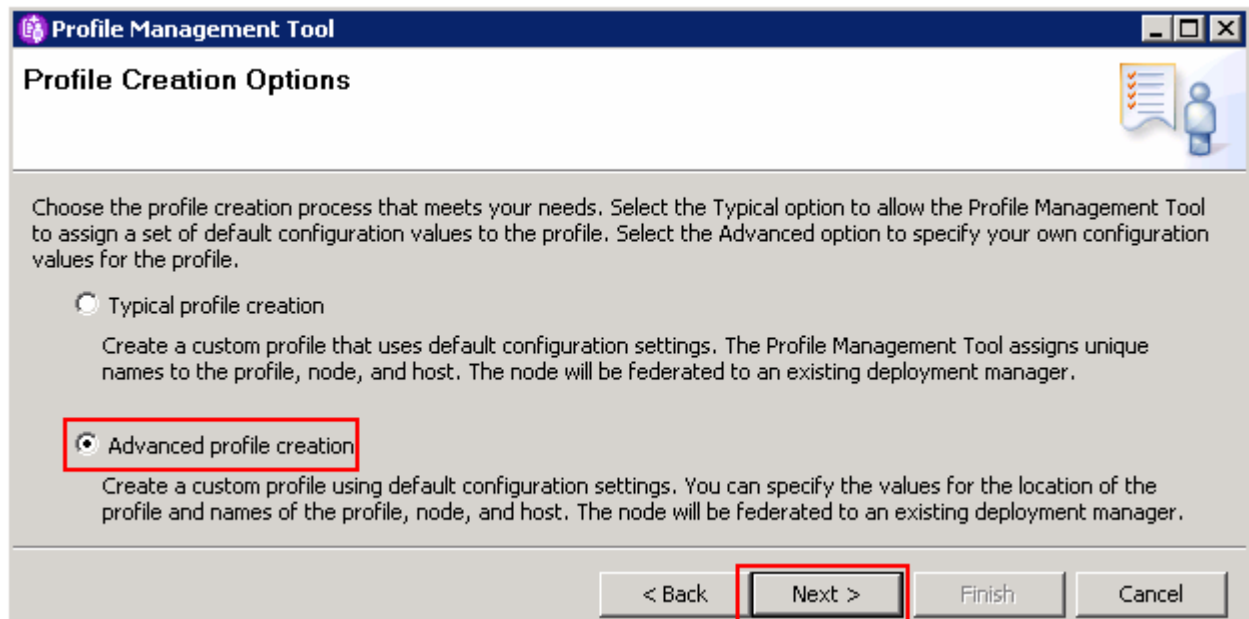 Profile Management Tool
Profile Creation Options
Choose the profile creation process that meets your needs. Select the Typical option to allow the Profile Management Tool
to assign a set of default configuration values to the profile. Select the Advanced option to specify your own configuration
values for the profile.
Typical profile creation
Create a custom profile that uses default configuration settings. The Profile Management Tool assigns unique
names to the profile, node, and host. The node will be federated to an existing deployment manager.
Advanced profile creation
Create a custom profile using default configuration settings. You can specify the values for the location of the
profile and names of the profile, node, and host. The node will be federated to an existing deployment manager.
< Back Next > Finish Cancel